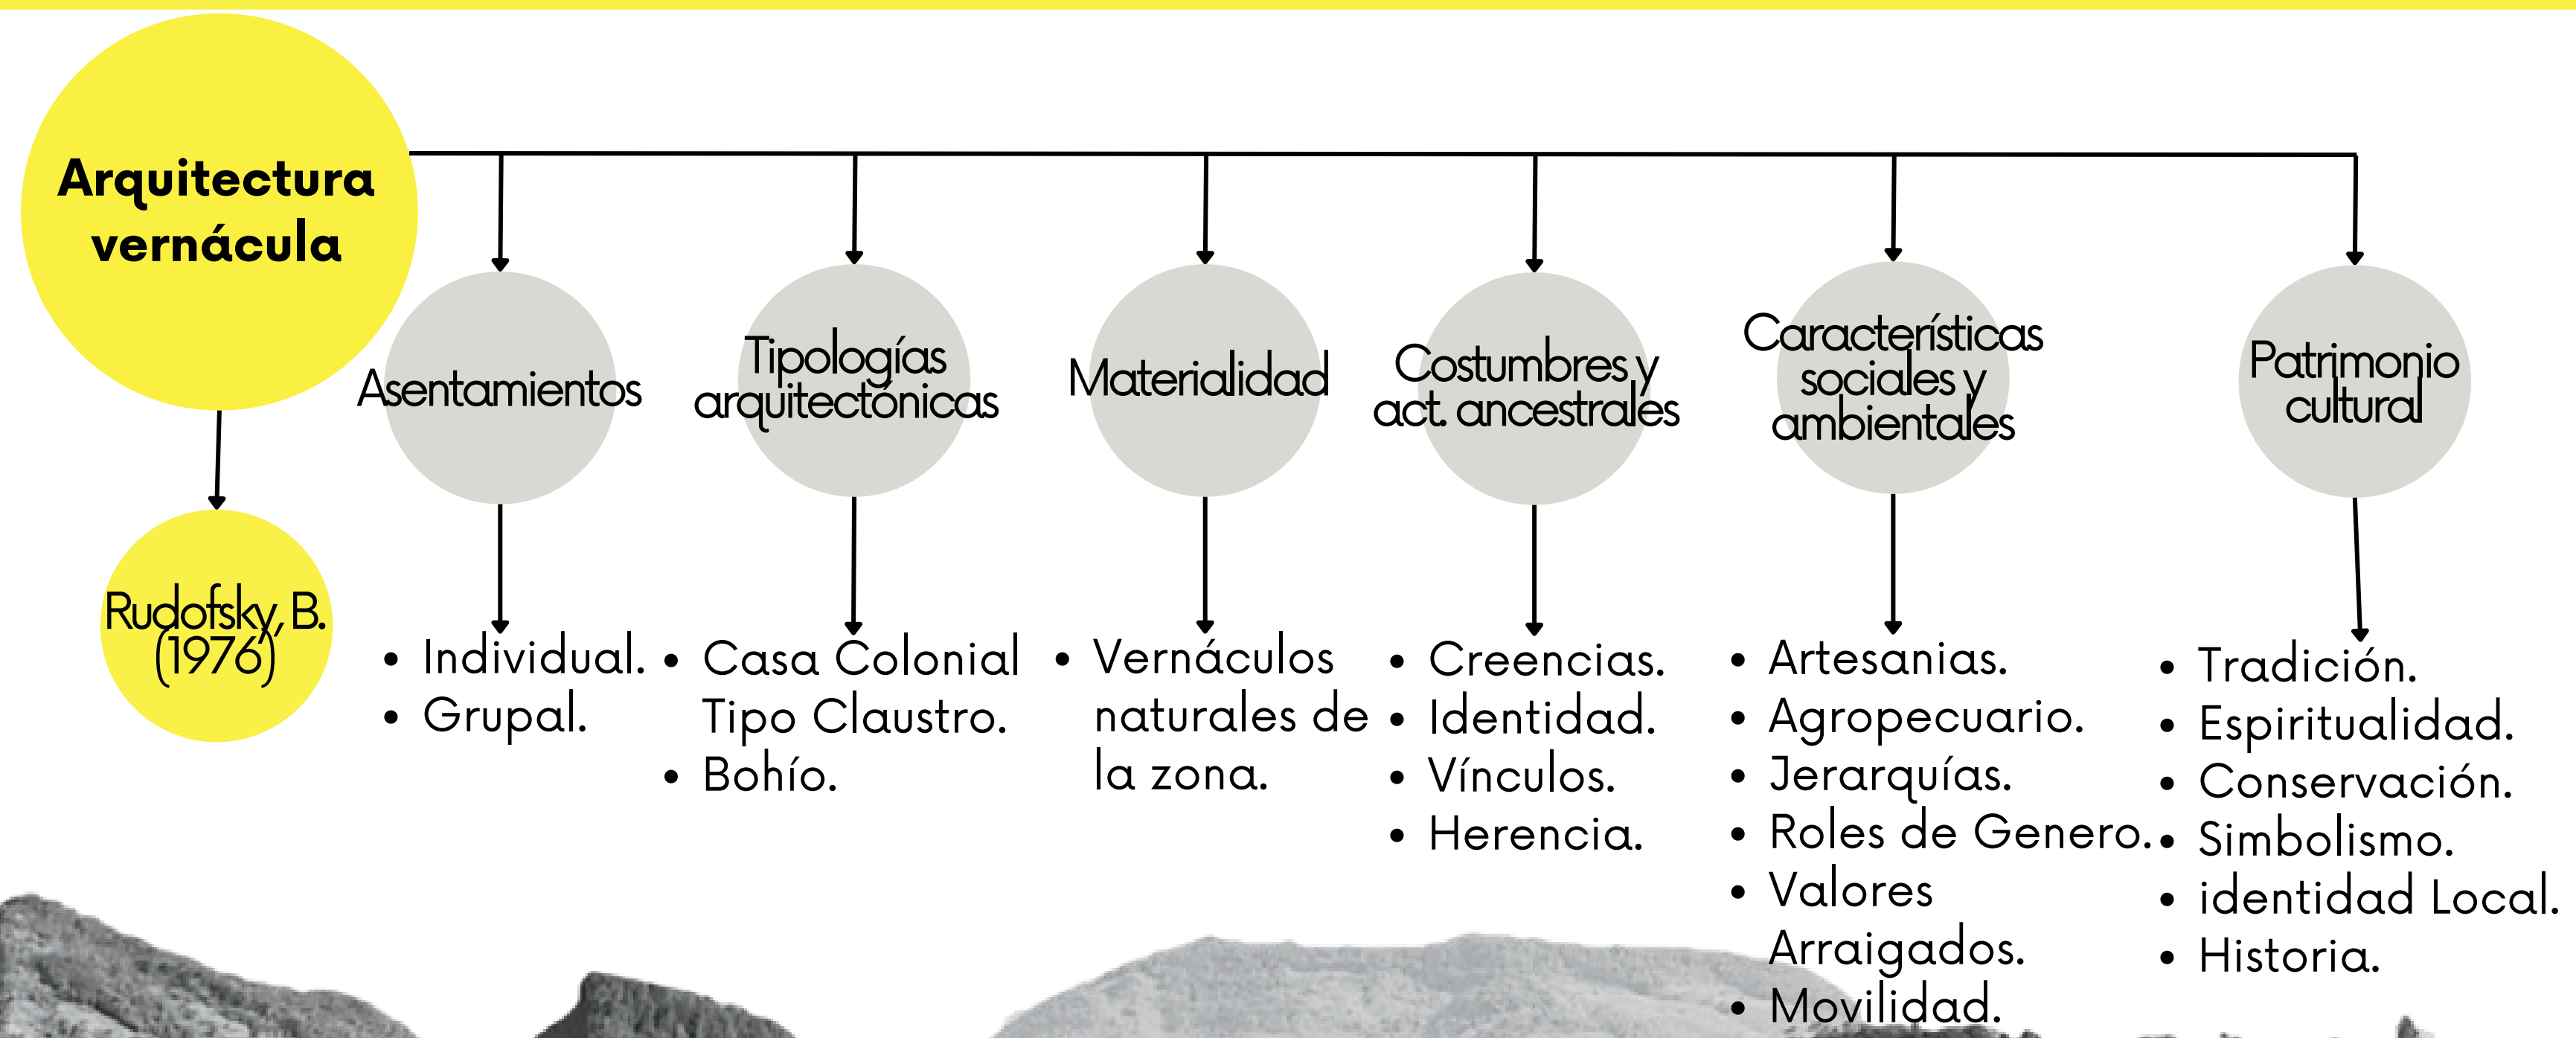 Arquitectura
vernácula
Rudofsky, B.
(1976)
Asentamientos
• Individual.
• Grupal.
Tipologías
arquitectónicas
• Casa Colonial
Tipo Claustro.
• Bohío.
Materialidad
• Vernáculos
naturales de
la zona.
Costumbres y
act. ancestrales
• Creencias.
• Identidad.
• Vínculos.
• Herencia.
Características
sociales y
ambientales
• Artesanias.
• Agropecuario.
• Jerarquías.
• Roles de Genero.
• Valores
Arraigados.
• Movilidad.
Patrimonio
cultural
• Tradición.
• Espiritualidad.
• Conservación.
• Simbolismo.
• identidad Local.
• Historia.